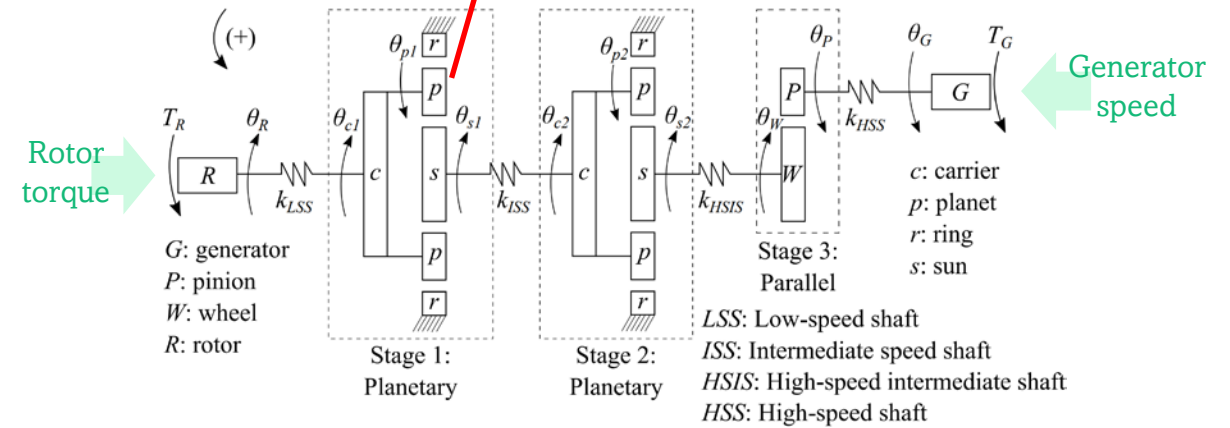 (+)
T_R
θ_R
θ_c1
θ_p1
θ_s1
θ_c2
θ_p2
θ_s2
θ_W
θ_P
θ_G
T_G
Rotor
torque
R
k_LSS
c
r
p
s
p
r
k_ISS
c
r
p
s
p
r
k_HSIS
P
W
k_HSS
G
Generator
speed
G: generator
P: pinion
W: wheel
R: rotor
Stage 1:
Planetary
Stage 2:
Planetary
Stage 3:
Parallel
c: carrier
p: planet
r: ring
s: sun
LSS: Low-speed shaft
ISS: Intermediate speed shaft
HSIS: High-speed intermediate shaft
HSS: High-speed shaft